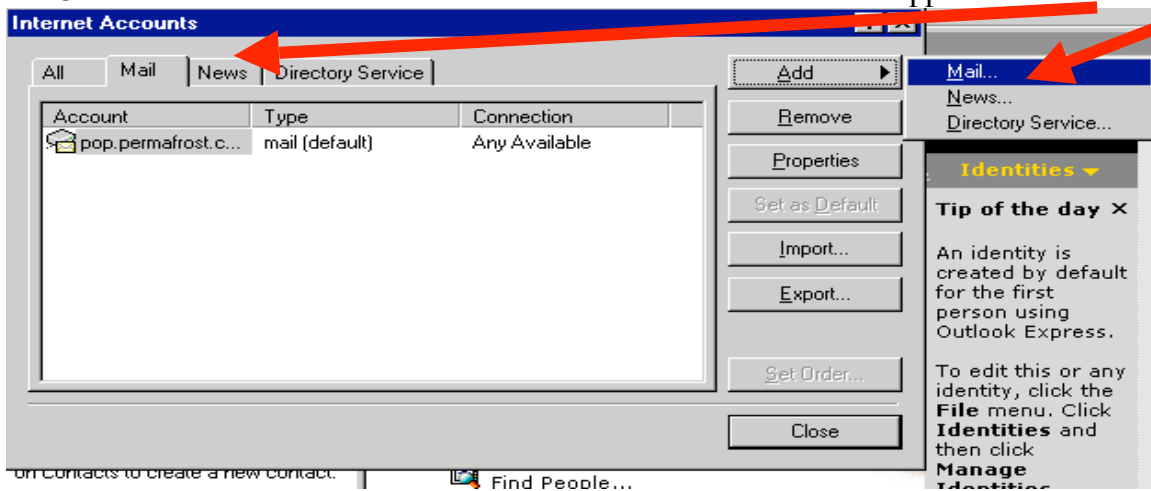 Internet Accounts
All Mail News Directory Service
Add
Mail...
News...
Directory Service...
Account Type Connection
pop.permafrost.c... mail (default) Any Available
Remove
Properties
Set as Default
Import...
Export...
Set Order...
Close
Identities
Tip of the day X
An identity is
created by default
for the first
person using
Outlook Express.
To edit this or any
identity, click the
File menu. Click
Identities and
then click
Manage
Identities
on Contacts to create a new contact.
Find People...